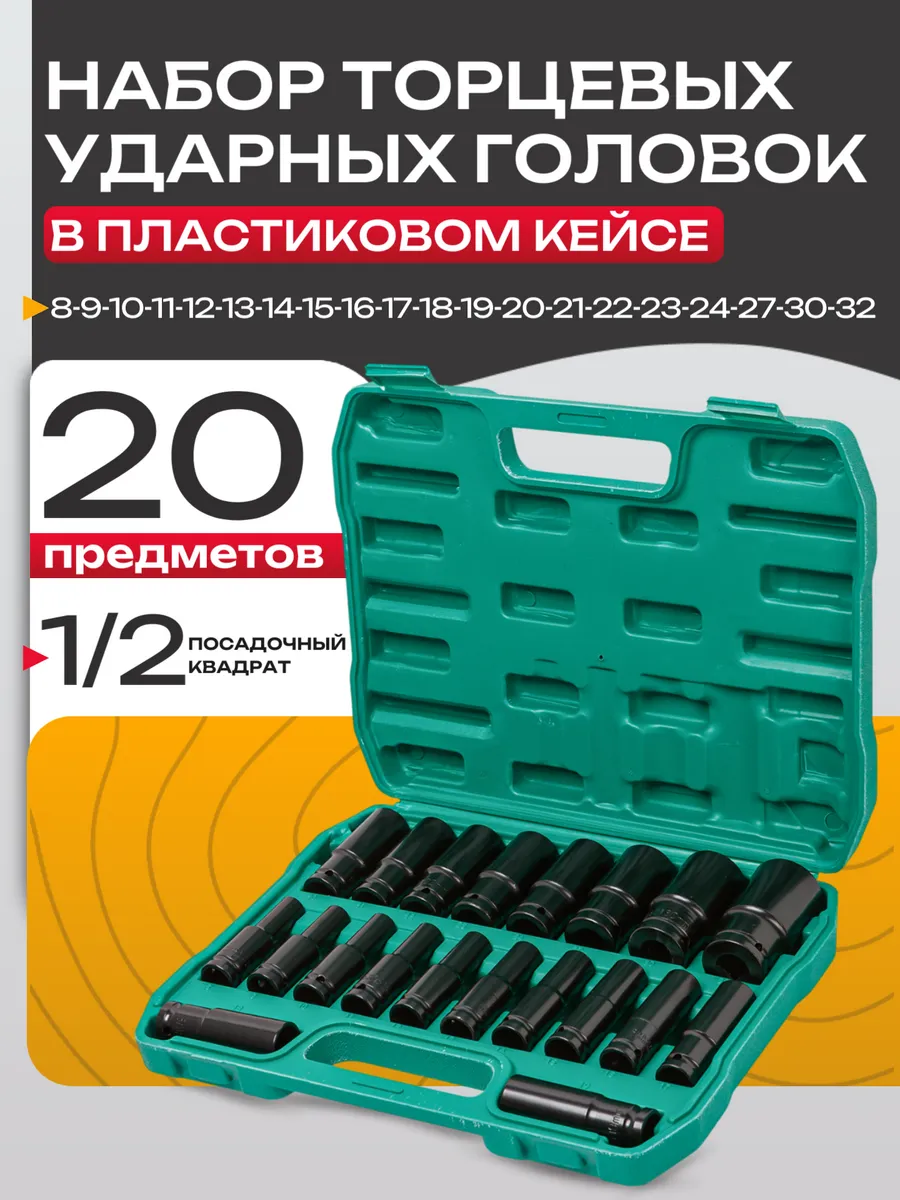 НАБОР ТОРЦЕВЫХ
УДАРНЫХ ГОЛОВОК
В ПЛАСТИКОВОМ КЕЙСЕ
8-9-10-11-12-13-14-15-16-17-18-19-20-21-22-23-24-27-30-32
20
предметов
1/2
ПОСАДОЧНЫЙ
КВАДРАТ